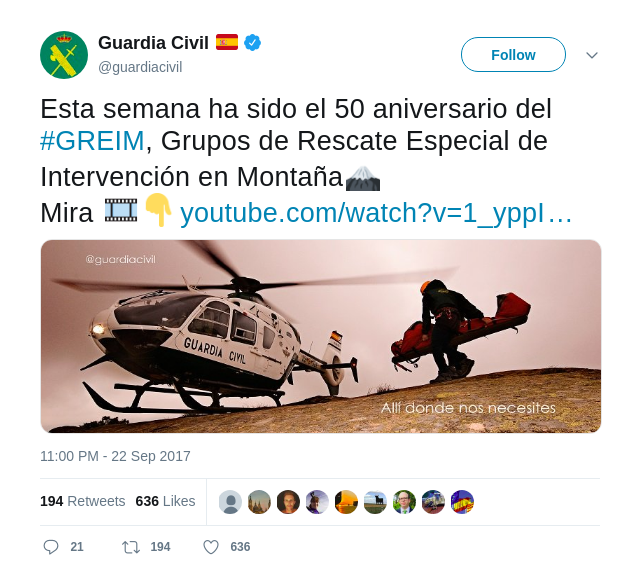 Guardia Civil
@guardiacivil
Follow
Esta semana ha sido el 50 aniversario del
#GREIM, Grupos de Rescate Especial de
Intervención en Montaña
Mira youtube.com/watch?v=1_yppI…
@guardiacivil
GUARDIA CIVIL
Allí donde nos necesites
11:00 PM - 22 Sep 2017
194 Retweets 636 Likes
21 194 636